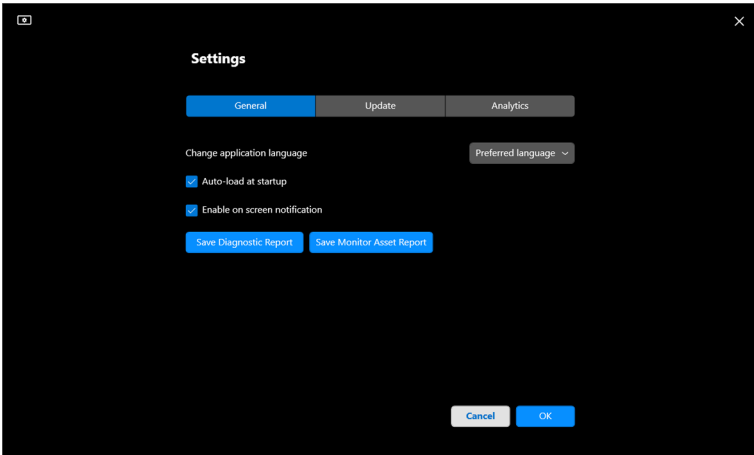 Settings
General Update Analytics
Change application language Preferred language
Auto-load at startup
Enable on screen notification
Save Diagnostic Report Save Monitor Asset Report
Cancel OK